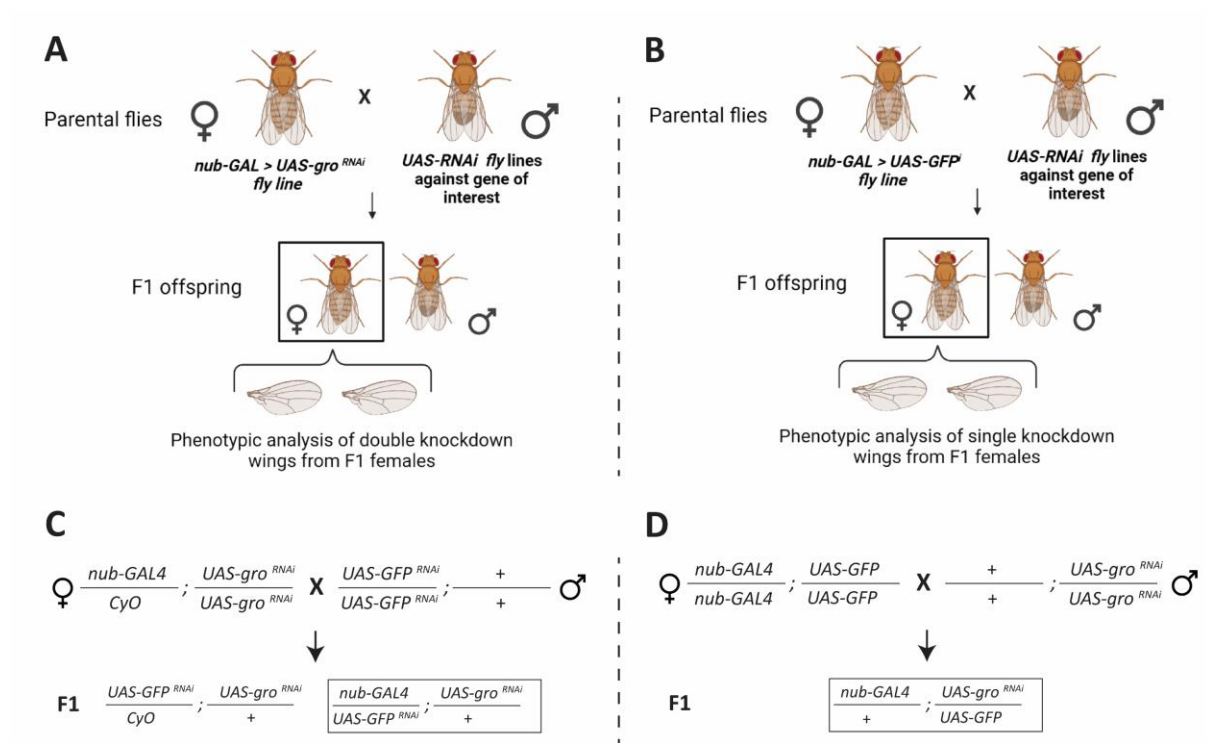 A
Parental flies
♀ X ♂
nub-GAL > UAS-gro RNAi
fly line
UAS-RNAi fly lines
against gene of
interest
F1 offspring
♀ ♂
Phenotypic analysis of double knockdown
wings from F1 females
B
Parental flies
♀ X ♂
nub-GAL > UAS-GFPi
fly line
UAS-RNAi fly lines
against gene of
interest
F1 offspring
♀ ♂
Phenotypic analysis of single knockdown
wings from F1 females
C
nub-GAL4 UAS-gro RNAi UAS-GFP RNAi +
♀ ; X ; ♂
CyO UAS-gro RNAi UAS-GFP RNAi +
UAS-GFP RNAi UAS-gro RNAi nub-GAL4 UAS-gro RNAi
F1 ; ;
CyO + UAS-GFP RNAi +
D
nub-GAL4 UAS-GFP + UAS-gro RNAi
♀ ; X ; ♂
nub-GAL4 UAS-GFP + UAS-gro RNAi
nub-GAL4 UAS-gro RNAi
F1 ;
+ UAS-GFP